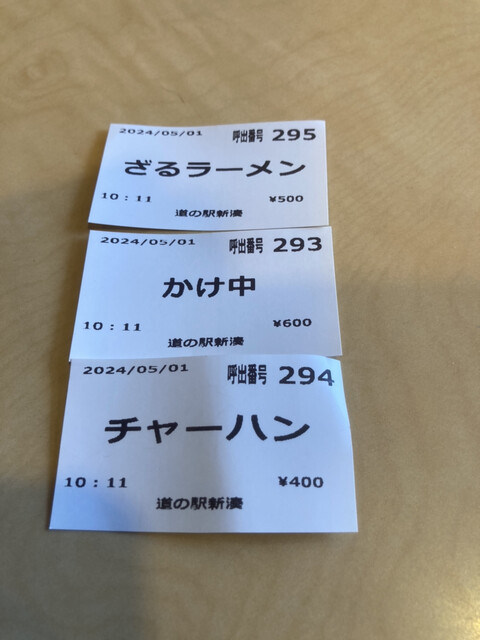 2024/05/01 呼出番号 295
ざるラーメン
10：11 ¥500
道の駅新湊
2024/05/01 呼出番号 293
かけ中
10：11 ¥600
道の駅新湊
2024/05/01 呼出番号 294
チャーハン
10：11 ¥400
道の駅新湊